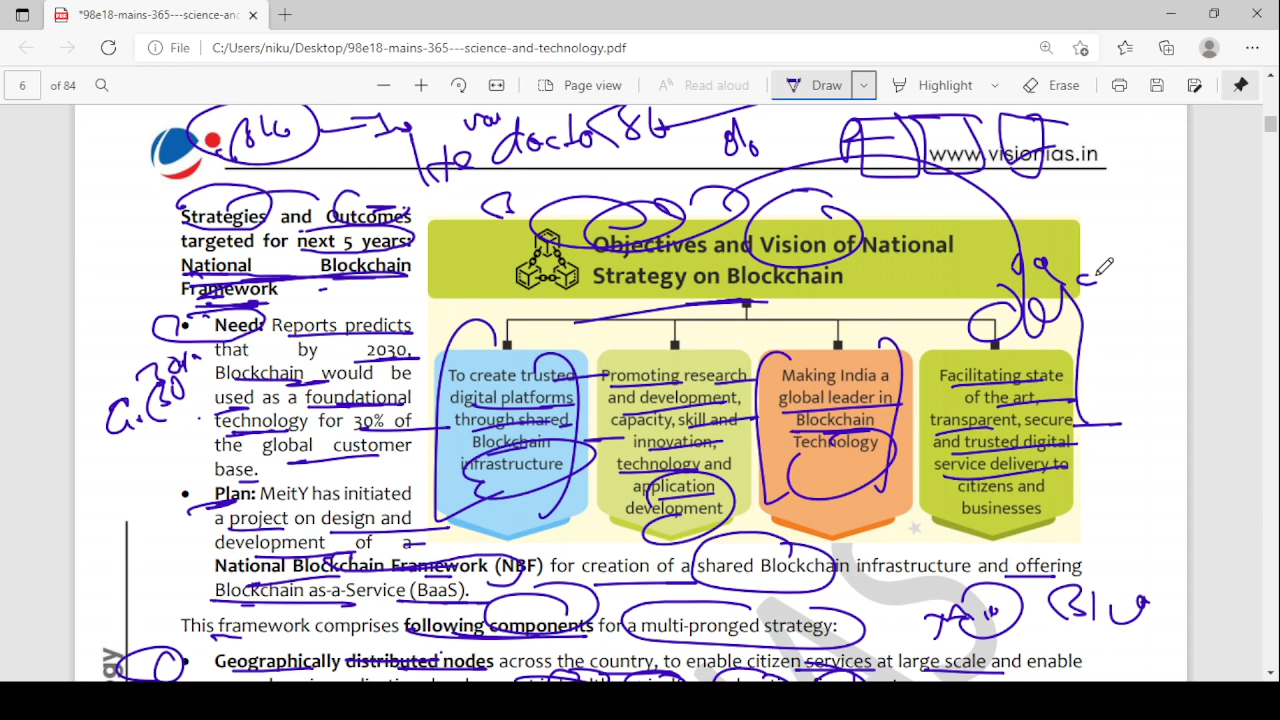 *98e18-mains-365---science-and
File
C:/Users/niku/Desktop/98e18-mains-365---science-and-technology.pdf
6 of 84
Page view
Read aloud
Draw
Highlight
Erase
www.visionias.in
Strategies and Outcomes
targeted for next 5 years:
National Blockchain
Framework
• Need: Reports predicts
that by 2030,
Blockchain would be
used as a foundational
technology for 30% of
the global customer
base.
• Plan: MeitY has initiated
a project on design and
development of a
National Blockchain Framework (NBF) for creation of a shared Blockchain infrastructure and offering
Blockchain as-a-Service (BaaS).
Objectives and Vision of National
Strategy on Blockchain
To create trusted
digital platforms
through shared
Blockchain
infrastructure
Promoting research
and development,
capacity, skill and
innovation,
technology and
application
development
Making India a
global leader in
Blockchain
Technology
Facilitating state
of the art,
transparent, secure
and trusted digital
service delivery to
citizens and
businesses
This framework comprises following components for a multi-pronged strategy:
• Geographically distributed nodes across the country, to enable citizen services at large scale and enable